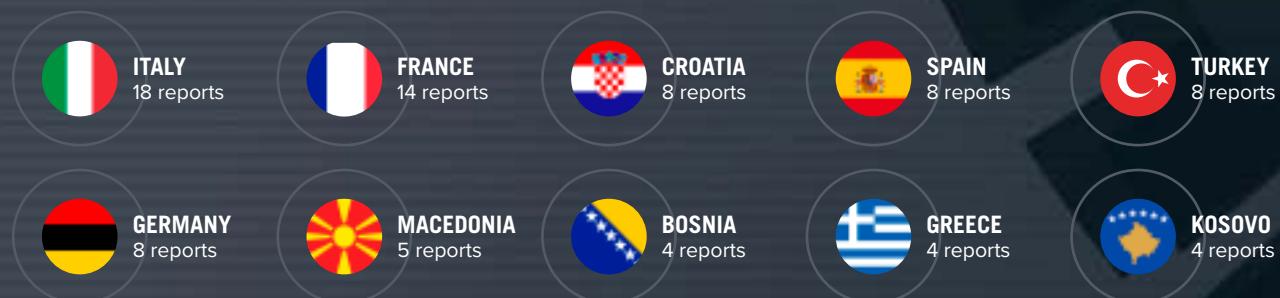 ITALY
18 reports
FRANCE
14 reports
CROATIA
8 reports
SPAIN
8 reports
TURKEY
8 reports
GERMANY
8 reports
MACEDONIA
5 reports
BOSNIA
4 reports
GREECE
4 reports
KOSOVO
4 reports